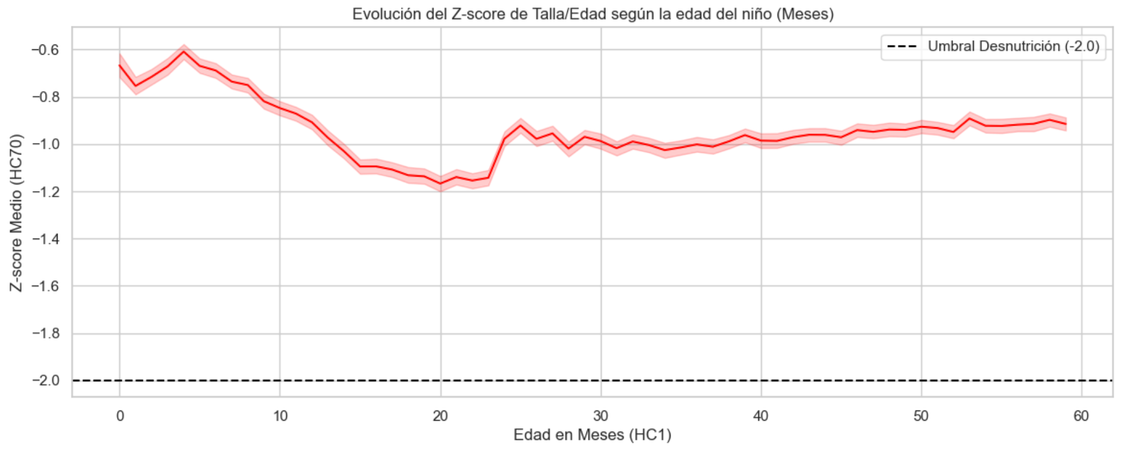 Evolución del Z-score de Talla/Edad según la edad del niño (Meses)
Umbral Desnutrición (-2.0)
Z-score Medio (HC70)
−0.6
−0.8
−1.0
−1.2
−1.4
−1.6
−1.8
−2.0
0 10 20 30 40 50 60
Edad en Meses (HC1)